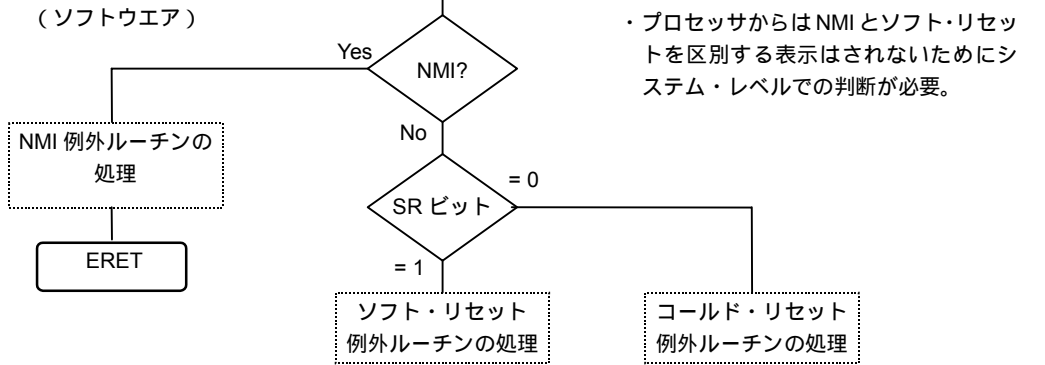 （ソフトウエア）
・プロセッサからは NMI とソフト・リセッ
トを区別する表示はされないためにシ
ステム・レベルでの判断が必要。
Yes
NMI?
No
NMI 例外ルーチンの
処理
= 0
SR ビット
ERET
= 1
ソフト・リセット
例外ルーチンの処理
コールド・リセット
例外ルーチンの処理